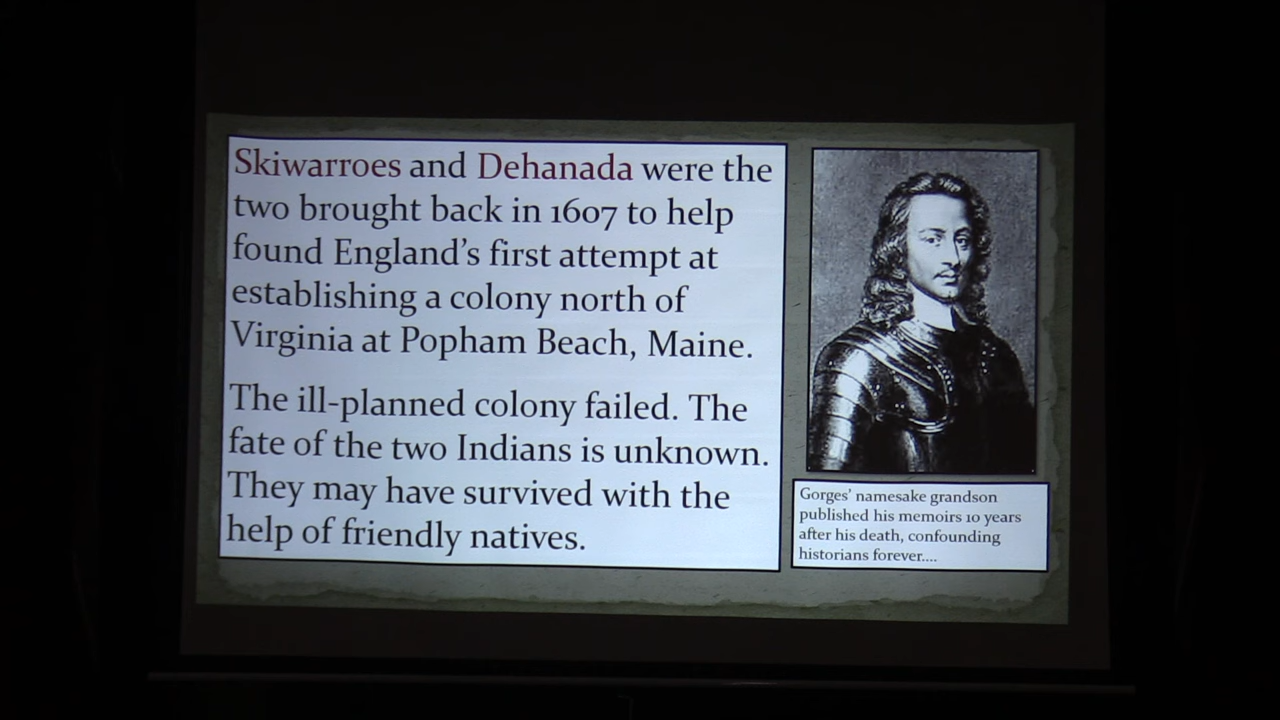 Skiwarroes and Dehanada were the
two brought back in 1607 to help
found England's first attempt at
establishing a colony north of
Virginia at Popham Beach, Maine.
The ill-planned colony failed. The
fate of the two Indians is unknown.
They may have survived with the
help of friendly natives.
Gorges' namesake grandson
published his memoirs 10 years
after his death, confounding
historians forever....